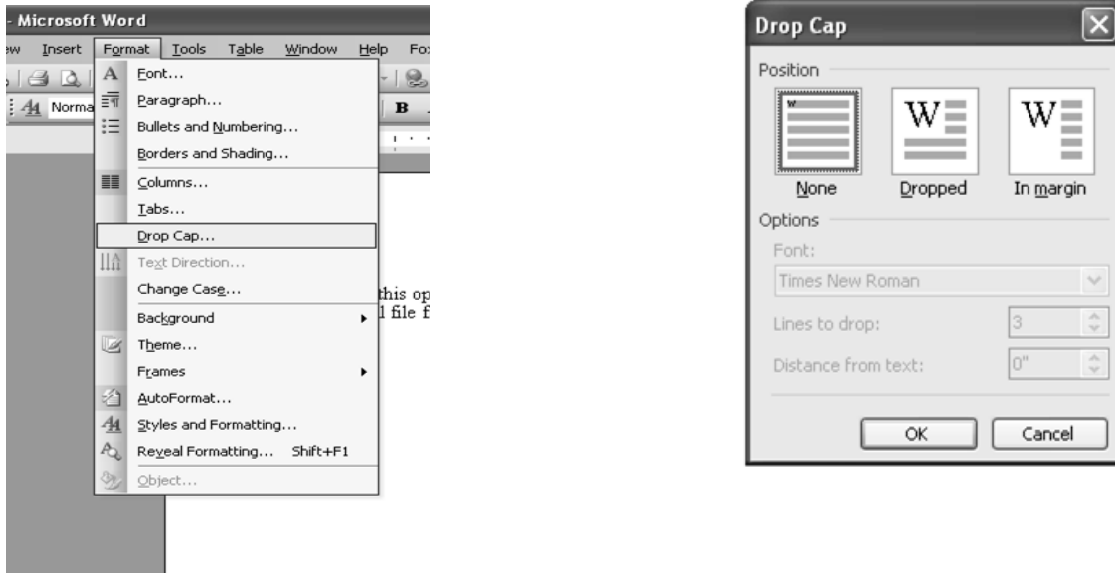 - Microsoft Word
ew Insert Format Tools Table Window Help Fo
Font...
Norma B
Paragraph...
Bullets and Numbering...
Borders and Shading...
Columns...
Tabs...
Drop Cap...
Text Direction...
Change Case...
this op
Background
l file f
Theme...
Frames
AutoFormat...
Styles and Formatting...
Reveal Formatting... Shift+F1
Object...
Drop Cap
Position
W W W
None Dropped In margin
Options
Font:
Times New Roman
Lines to drop: 3
Distance from text: 0"
OK Cancel